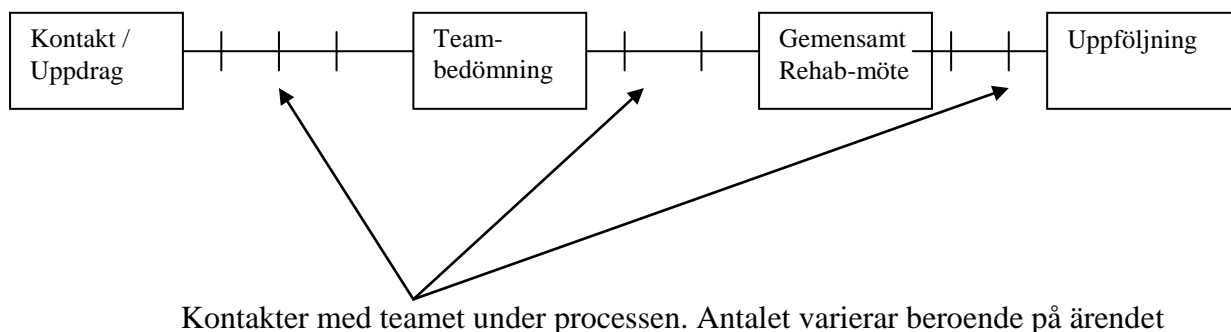 Kontakt /
Uppdrag
Team-
bedömning
Gemensamt
Rehab-möte
Uppföljning
Kontakter med teamet under processen. Antalet varierar beroende på ärendet